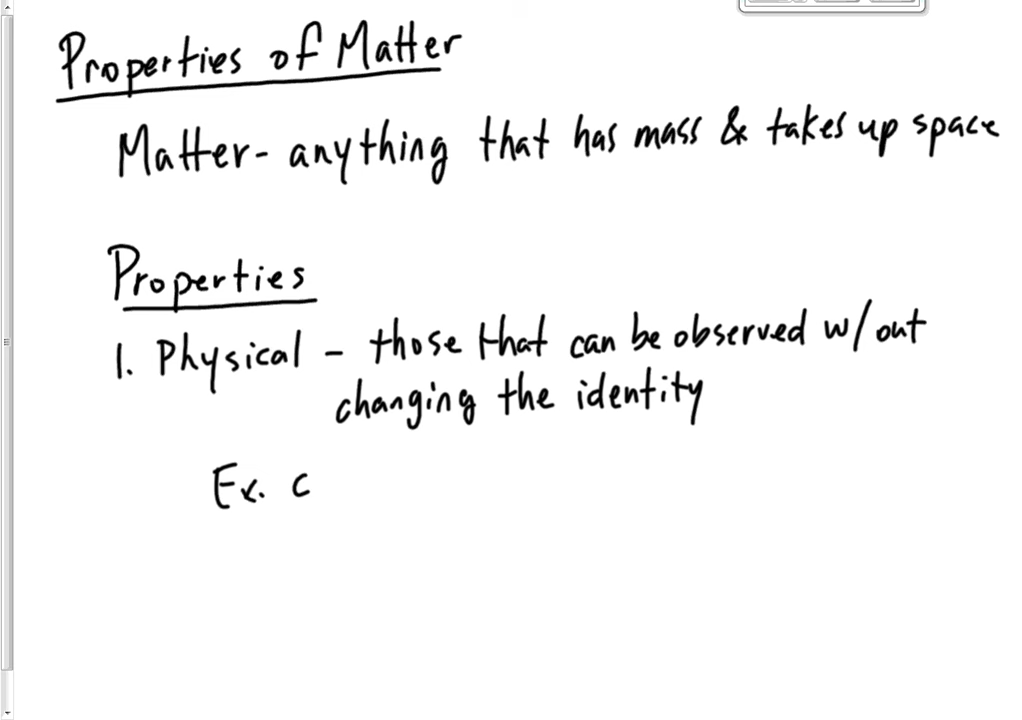 Properties of Matter
Matter- anything that has mass & takes up space
Properties
1. Physical - those that can be observed w/out
changing the identity
Ex. c